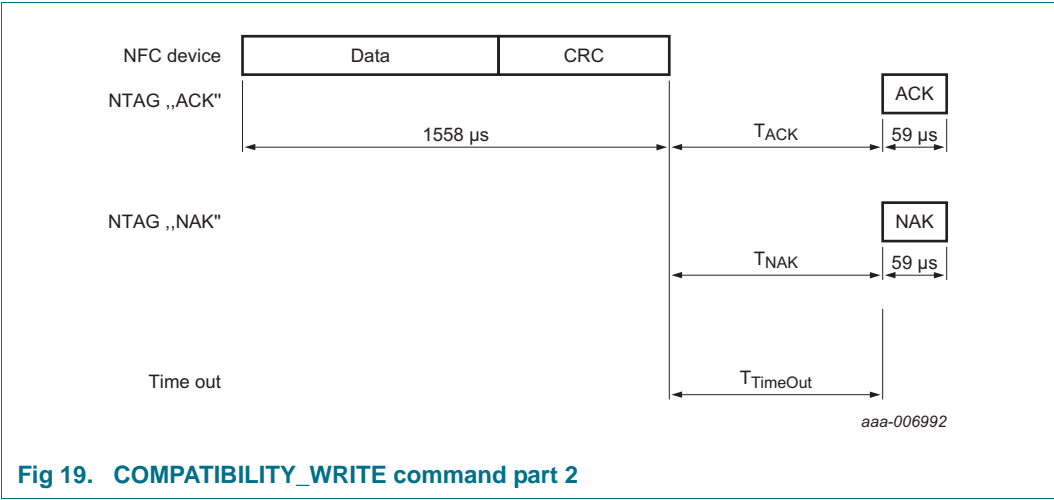 NFC device Data CRC
NTAG ,,ACK" ACK
1558 µs TACK 59 µs
NTAG ,,NAK" NAK
TNAK 59 µs
Time out TTimeOut
aaa-006992
Fig 19. COMPATIBILITY_WRITE command part 2